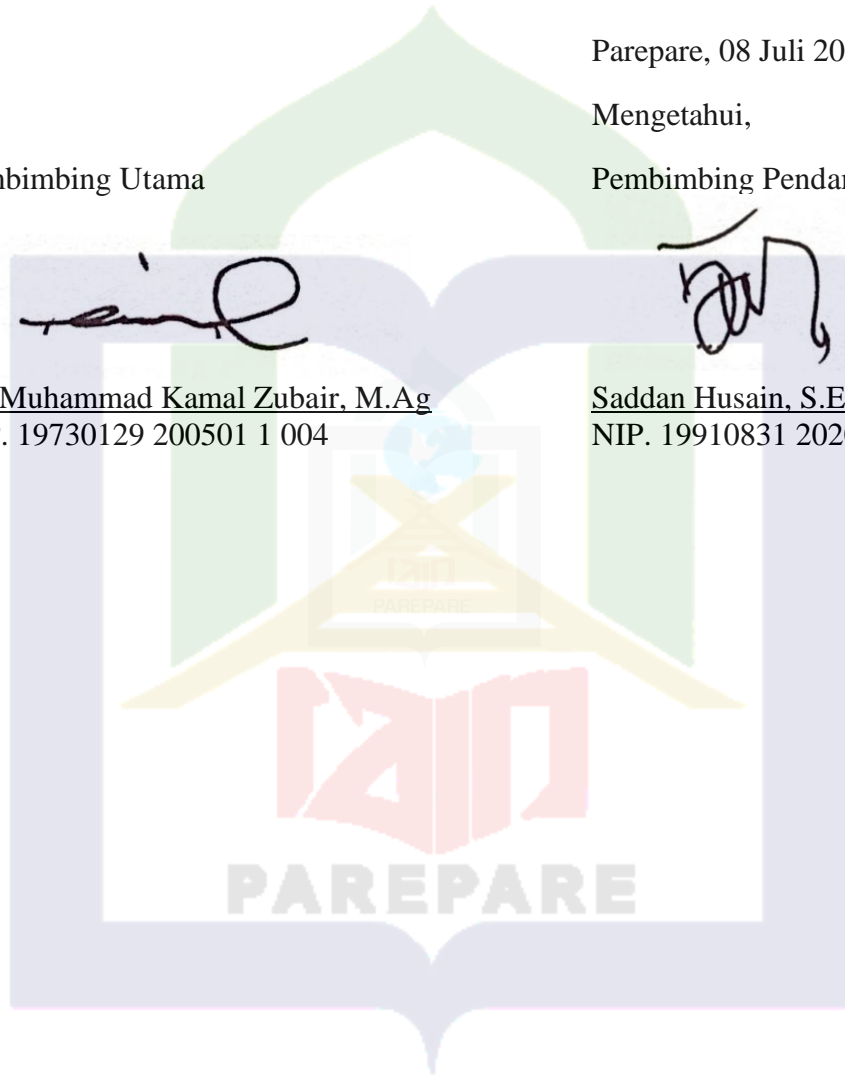 Parepare, 08 Juli 20
Mengetahui,
mbimbing Utama
Pembimbing Pendar
Muhammad Kamal Zubair, M.Ag
. 19730129 200501 1 004
Saddan Husain, S.E
NIP. 19910831 202
PAREPARE
PAREPARE